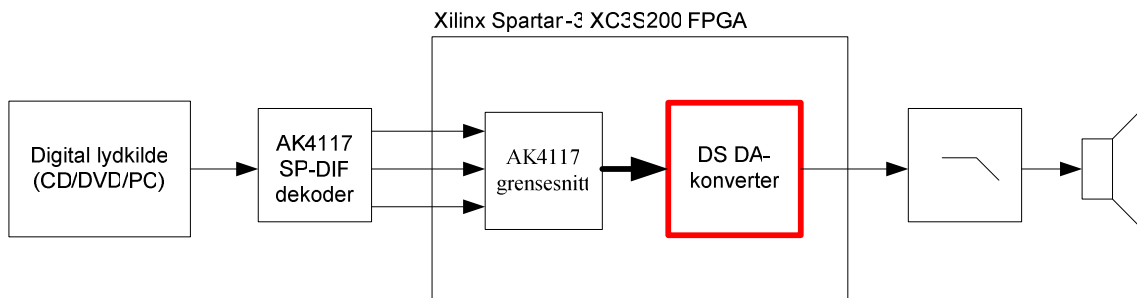 Xilinx Spartar-3 XC3S200 FPGA
Digital lydkilde
(CD/DVD/PC)
AK4117
SP-DIF
dekoder
AK4117
grensesnitt
DS DA-
konverter